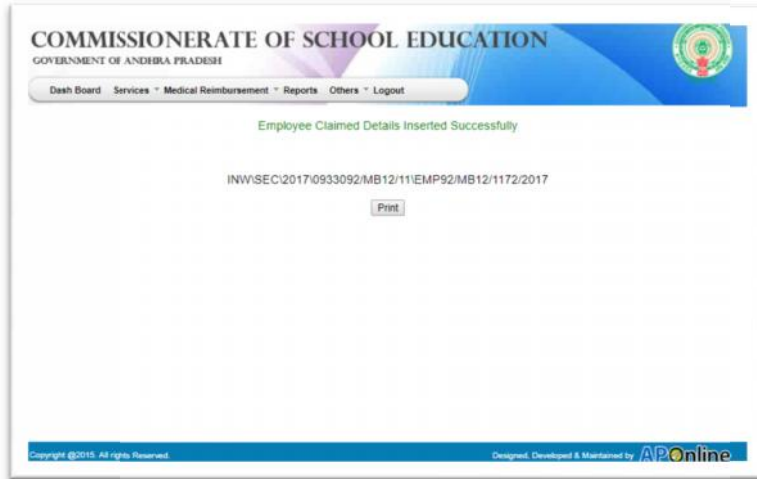 COMMISSIONERATE OF SCHOOL EDUCATION
GOVERNMENT OF ANDHRA PRADESH
Dash Board Services Medical Reimbursement Reports Others Logout
Employee Claimed Details Inserted Successfully
INW\SEC\2017\0933092/MB12/11\EMP92/MB12/1172/2017
Print
Copyright @2015. All rights Reserved.
Designed, Developed & Maintained by APOnline